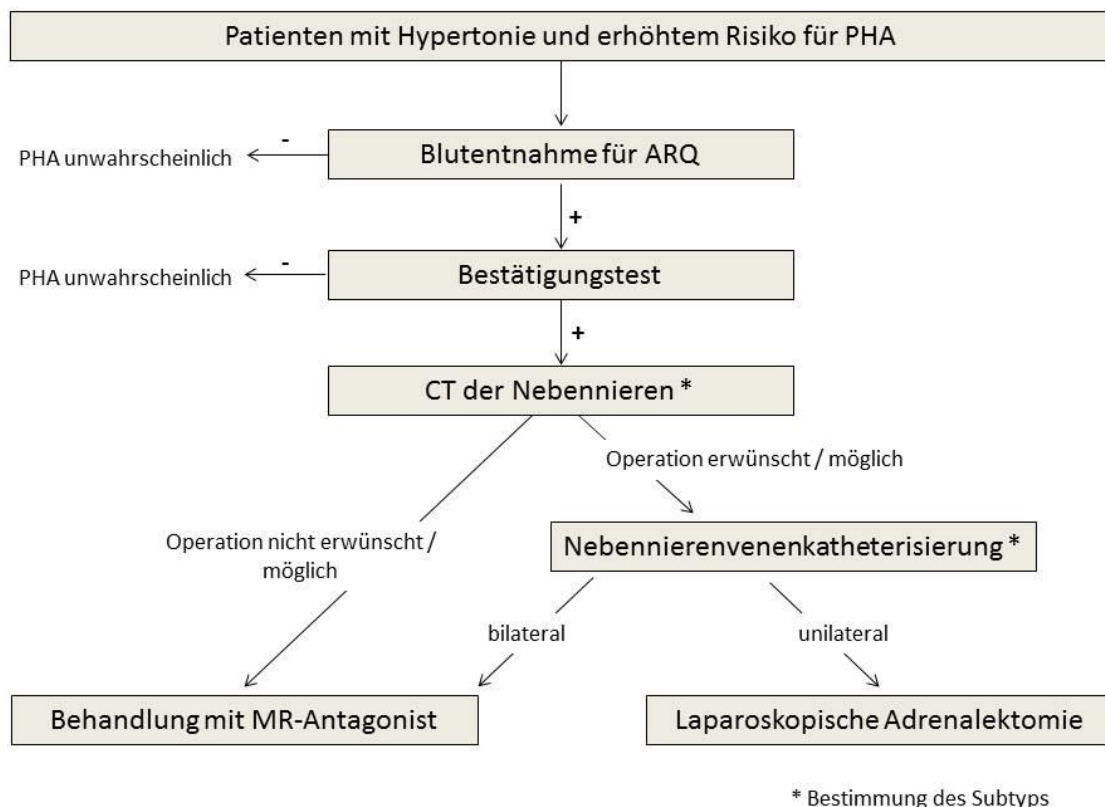 Patienten mit Hypertonie und erhöhtem Risiko für PHA
-
PHA unwahrscheinlich
Blutentnahme für ARQ
+
-
PHA unwahrscheinlich
Bestätigungstest
+
CT der Nebennieren *
Operation erwünscht / möglich
Operation nicht erwünscht /
möglich
Nebennierenvenenkatheterisierung *
bilateral
unilateral
Behandlung mit MR-Antagonist
Laparoskopische Adrenalektomie
* Bestimmung des Subtyps